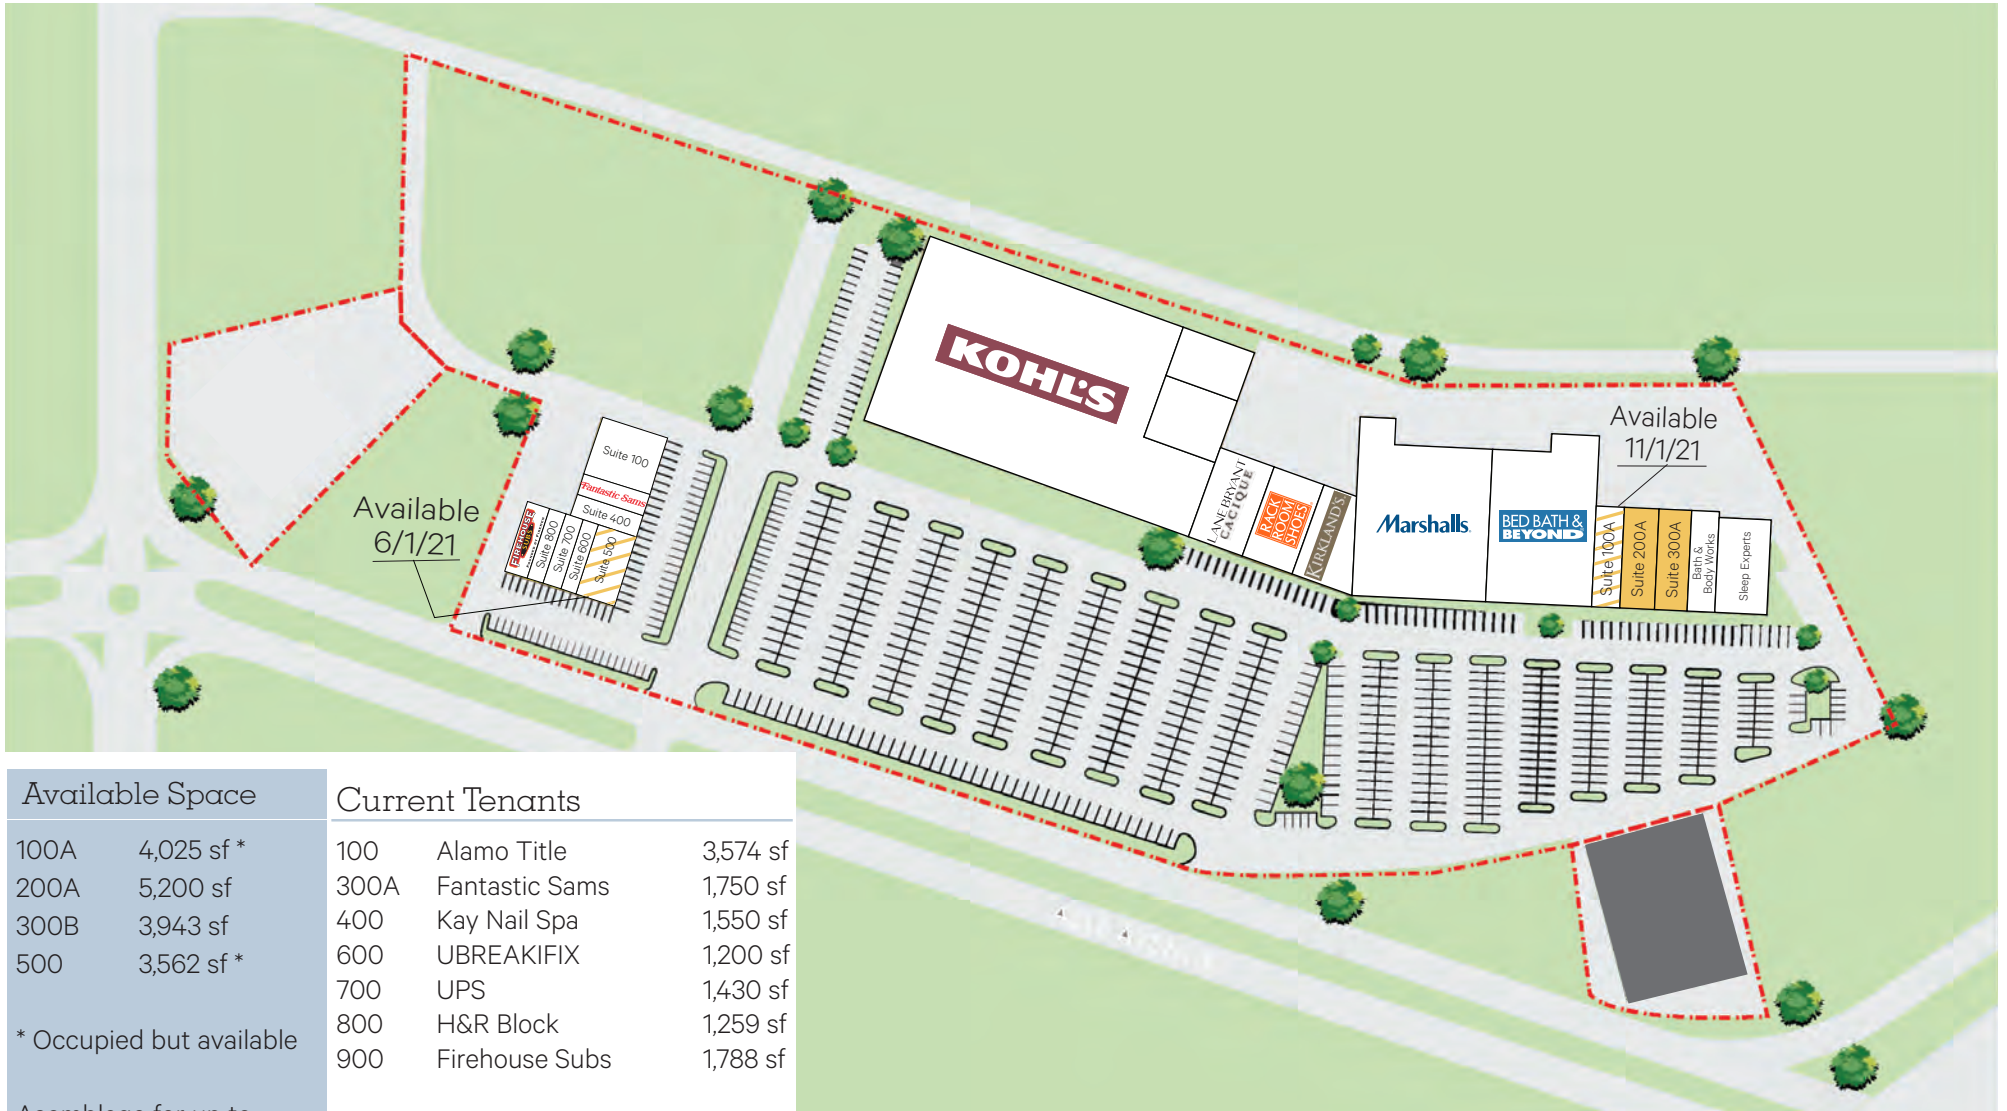 KOHL'S
Available
11/1/21
LANE BRYANT
CACIQUE
RACK
ROOM
SHOES
KIRKLAND'S
Marshalls
BED BATH &
BEYOND
Suite 100A
Suite 200A
Suite 300A
Bath &
Body Works
Sleep Experts
Suite 100
Fantastic Sams
Suite 400
Available
6/1/21
FIREHOUSE
SUBS
Suite 800
Suite 700
Suite 600
Suite 500
Available Space
100A 4,025 sf *
200A 5,200 sf
300B 3,943 sf
500 3,562 sf *
* Occupied but available
Current Tenants
100 Alamo Title 3,574 sf
300A Fantastic Sams 1,750 sf
400 Kay Nail Spa 1,550 sf
600 UBREAKIFIX 1,200 sf
700 UPS 1,430 sf
800 H&R Block 1,259 sf
900 Firehouse Subs 1,788 sf